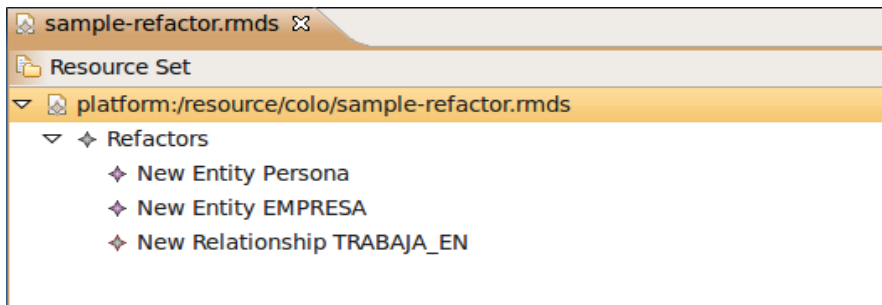 sample-refactor.rmds
Resource Set
platform:/resource/colo/sample-refactor.rmds
Refactors
New Entity Persona
New Entity EMPRESA
New Relationship TRABAJA_EN